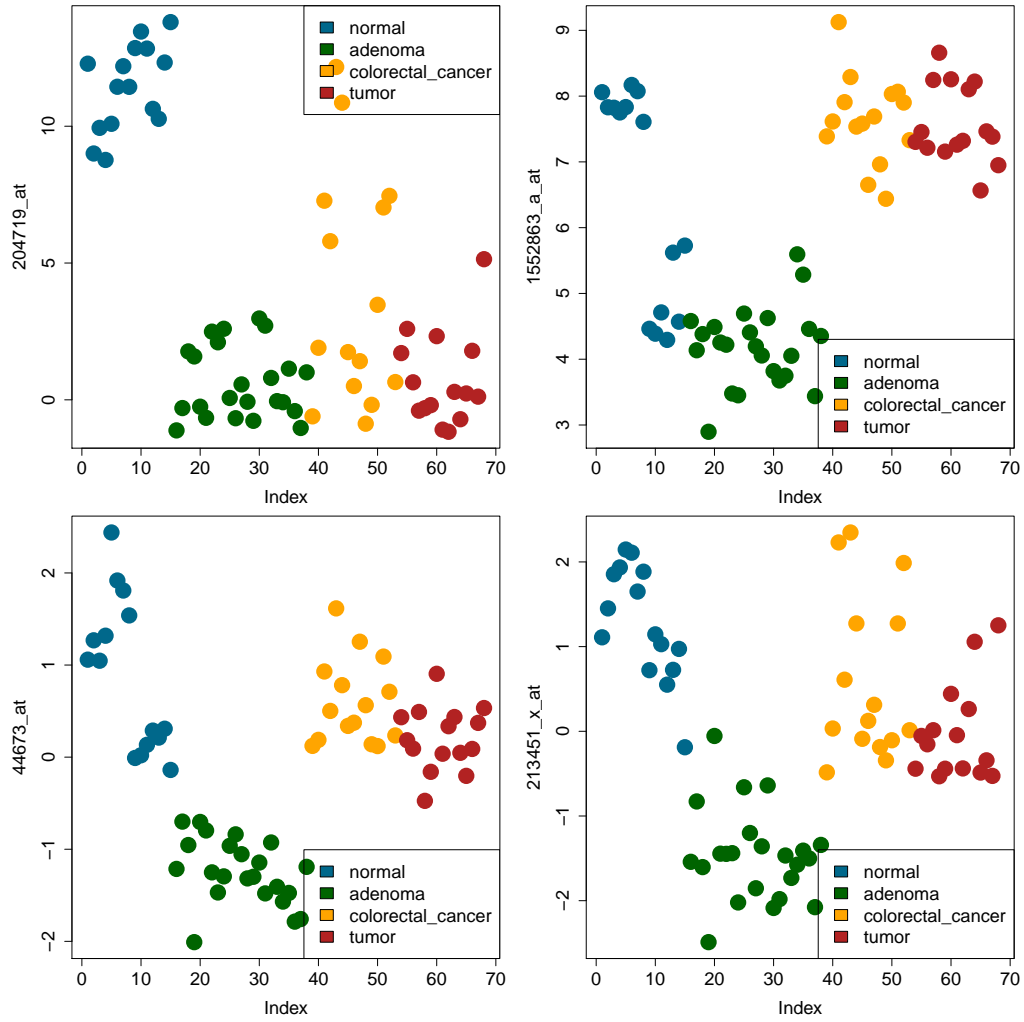 204719_at
10
5
0
normal
adenoma
colorectal_cancer
tumor
0 10 20 30 40 50 60 70
Index
1552863_a_at
9
8
7
6
5
4
3
normal
adenoma
colorectal_cancer
tumor
0 10 20 30 40 50 60 70
Index
44673_at
2
1
0
−1
−2
normal
adenoma
colorectal_cancer
tumor
0 10 20 30 40 50 60 70
Index
213451_x_at
2
1
0
−1
−2
normal
adenoma
colorectal_cancer
tumor
0 10 20 30 40 50 60 70
Index